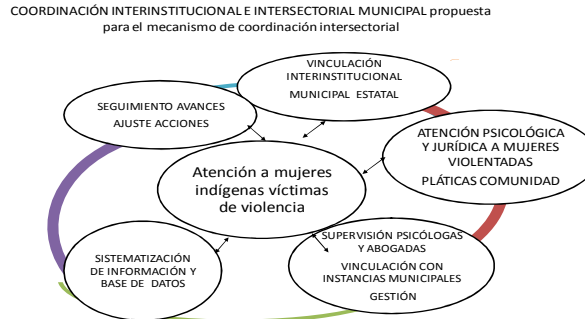 COORDINACIÓN INTERINSTITUCIONAL E INTERSECTORIAL MUNICIPAL propuesta
para el mecanismo de coordinación intersectorial
VINCULACIÓN
INTERINSTITUCIONAL
MUNICIPAL ESTATAL
SEGUIMIENTO AVANCES
AJUSTE ACCIONES
ATENCIÓN PSICOLÓGICA
Y JURÍDICA A MUJERES
VIOLENTADAS
PLÁTICAS COMUNIDAD
Atención a mujeres
indígenas víctimas
de violencia
SUPERVISIÓN PSICÓLOGAS
Y ABOGADAS
VINCULACIÓN CON
INSTANCIAS MUNICIPALES
GESTIÓN
SISTEMATIZACIÓN
DE INFORMACIÓN Y
BASE DE DATOS